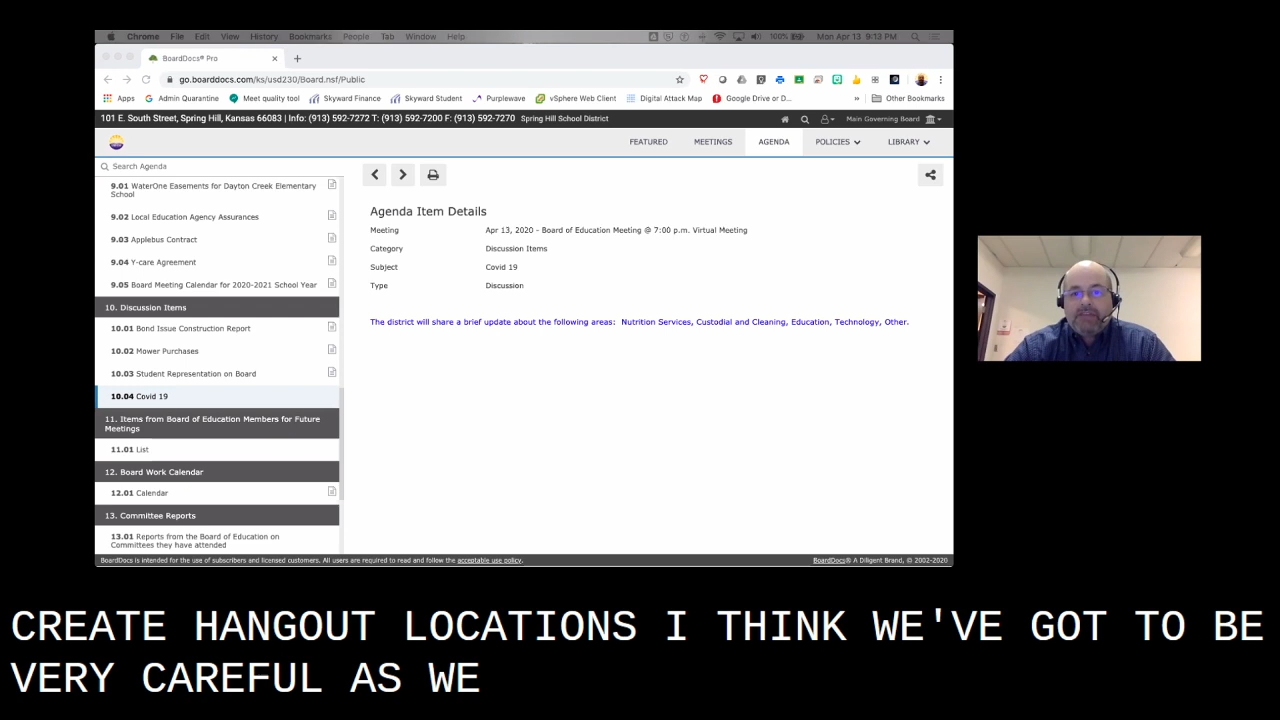 Chrome File Edit View History Bookmarks People Tab Window Help 100% Mon Apr 13 9:13 PM
BoardDocs® Pro
go.boarddocs.com/ks/usd230/Board.nsf/Public
Apps Admin Quarantine Meet quality tool Skyward Finance Skyward Student Purplewave vSphere Web Client Digital Attack Map Google Drive or D... » Other Bookmarks
101 E. South Street, Spring Hill, Kansas 66083 | Info: (913) 592-7272 T: (913) 592-7200 F: (913) 592-7270 Spring Hill School District Main Governing Board
FEATURED MEETINGS AGENDA POLICIES LIBRARY
Search Agenda
9.01 WaterOne Easements for Dayton Creek Elementary
School
9.02 Local Education Agency Assurances
9.03 Applebus Contract
9.04 Y-care Agreement
9.05 Board Meeting Calendar for 2020-2021 School Year
10. Discussion Items
10.01 Bond Issue Construction Report
10.02 Mower Purchases
10.03 Student Representation on Board
10.04 Covid 19
11. Items from Board of Education Members for Future
Meetings
11.01 List
12. Board Work Calendar
12.01 Calendar
13. Committee Reports
13.01 Reports from the Board of Education on
Committees they have attended
Agenda Item Details
Meeting Apr 13, 2020 - Board of Education Meeting @ 7:00 p.m. Virtual Meeting
Category Discussion Items
Subject Covid 19
Type Discussion
The district will share a brief update about the following areas: Nutrition Services, Custodial and Cleaning, Education, Technology, Other.
BoardDocs is intended for the use of subscribers and licensed customers. All users are required to read and follow the acceptable use policy. BoardDocs® A Diligent Brand, © 2002-2020
CREATE HANGOUT LOCATIONS I THINK WE'VE GOT TO BE
VERY CAREFUL AS WE